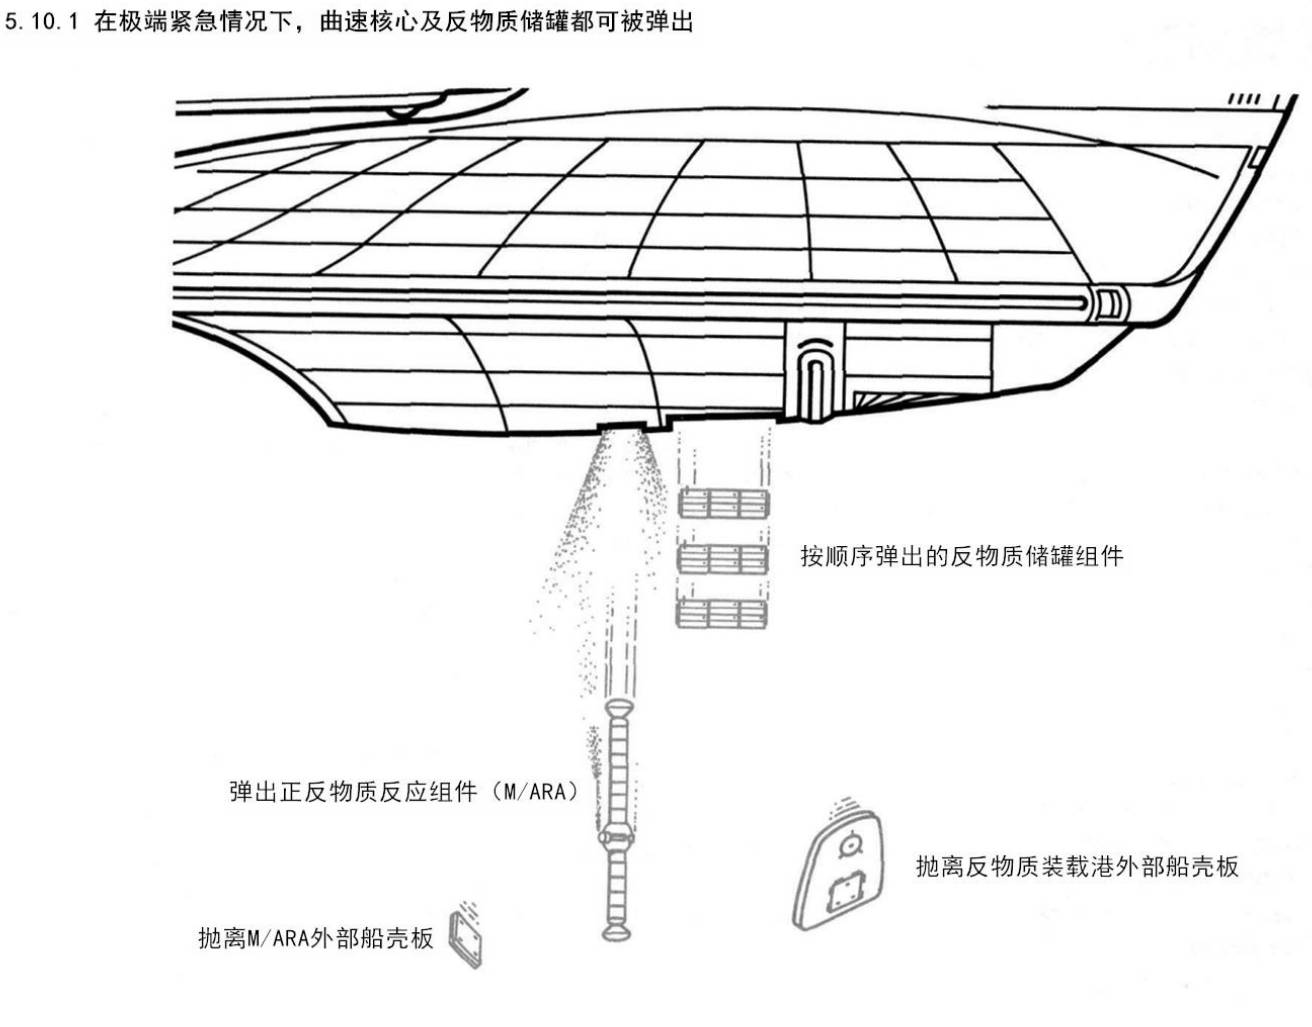 5.10.1 在极端紧急情况下，曲速核心及反物质储罐都可被弹出
按顺序弹出的反物质储罐组件
弹出正反物质反应组件（M/ARA）
抛离反物质装载港外部船壳板
抛离M/ARA外部船壳板